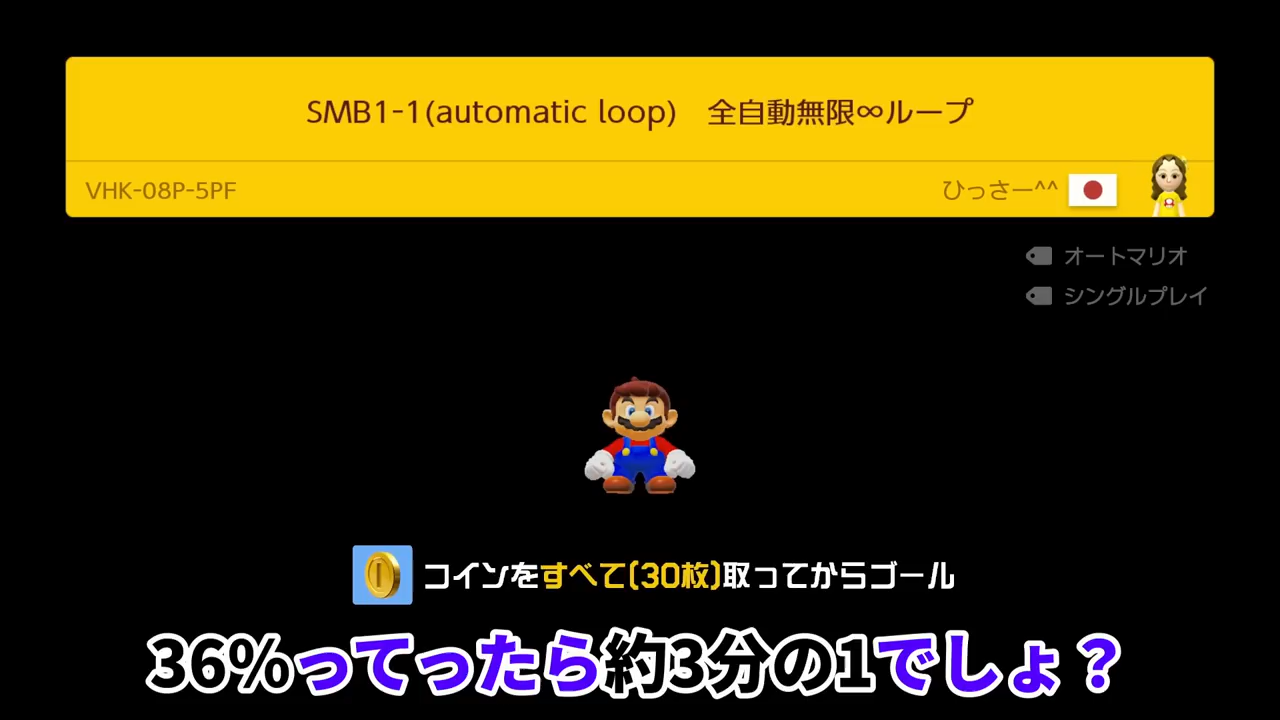 SMB1-1(automatic loop)　全自動無限∞ループ
VHK-08P-5PF
ひっさー^^
オートマリオ
シングルプレイ
コインをすべて(30枚)取ってからゴール
36%ってったら約3分の1でしょ？